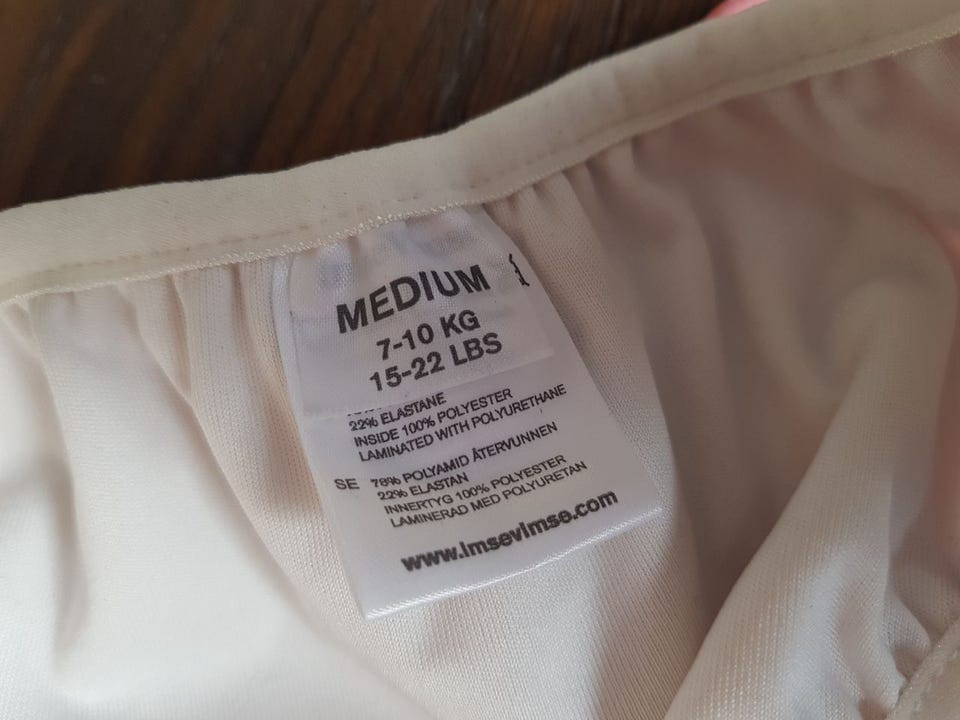 MEDIUM
7-10 KG
15-22 LBS
22% ELASTANE
INSIDE 100% POLYESTER
LAMINATED WITH POLYURETHANE
SE 78% POLYAMID ÅTERVUNNEN
22% ELASTAN
INNERTYG 100% POLYESTER
LAMINERAD MED POLYURETAN
www.ImseVimse.com